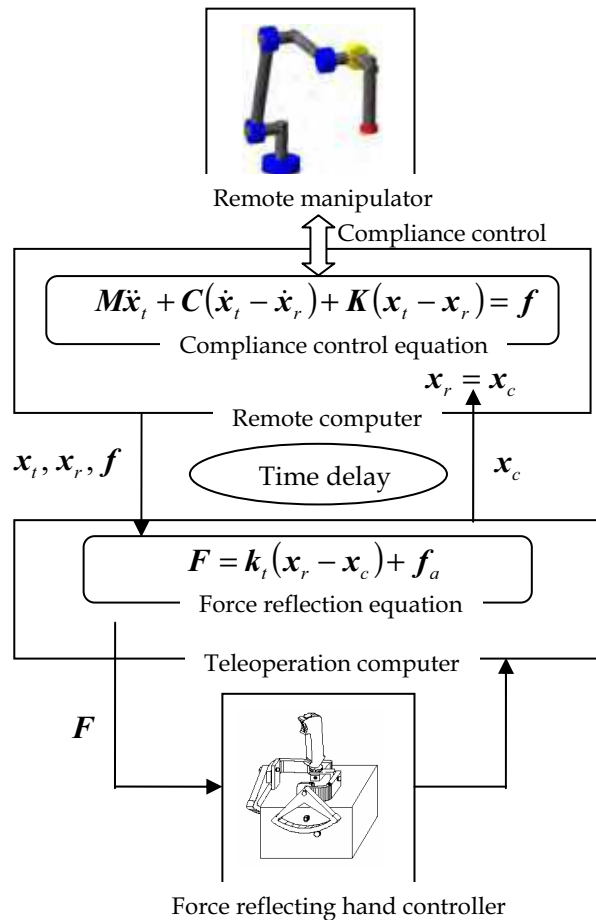 Remote manipulator
Compliance control
Mẍ_t + C(ẋ_t − ẋ_r) + K(x_t − x_r) = f
Compliance control equation
x_r = x_c
Remote computer
x_t, x_r, f
Time delay
x_c
F = k_t(x_r − x_c) + f_a
Force reflection equation
Teleoperation computer
F
Force reflecting hand controller